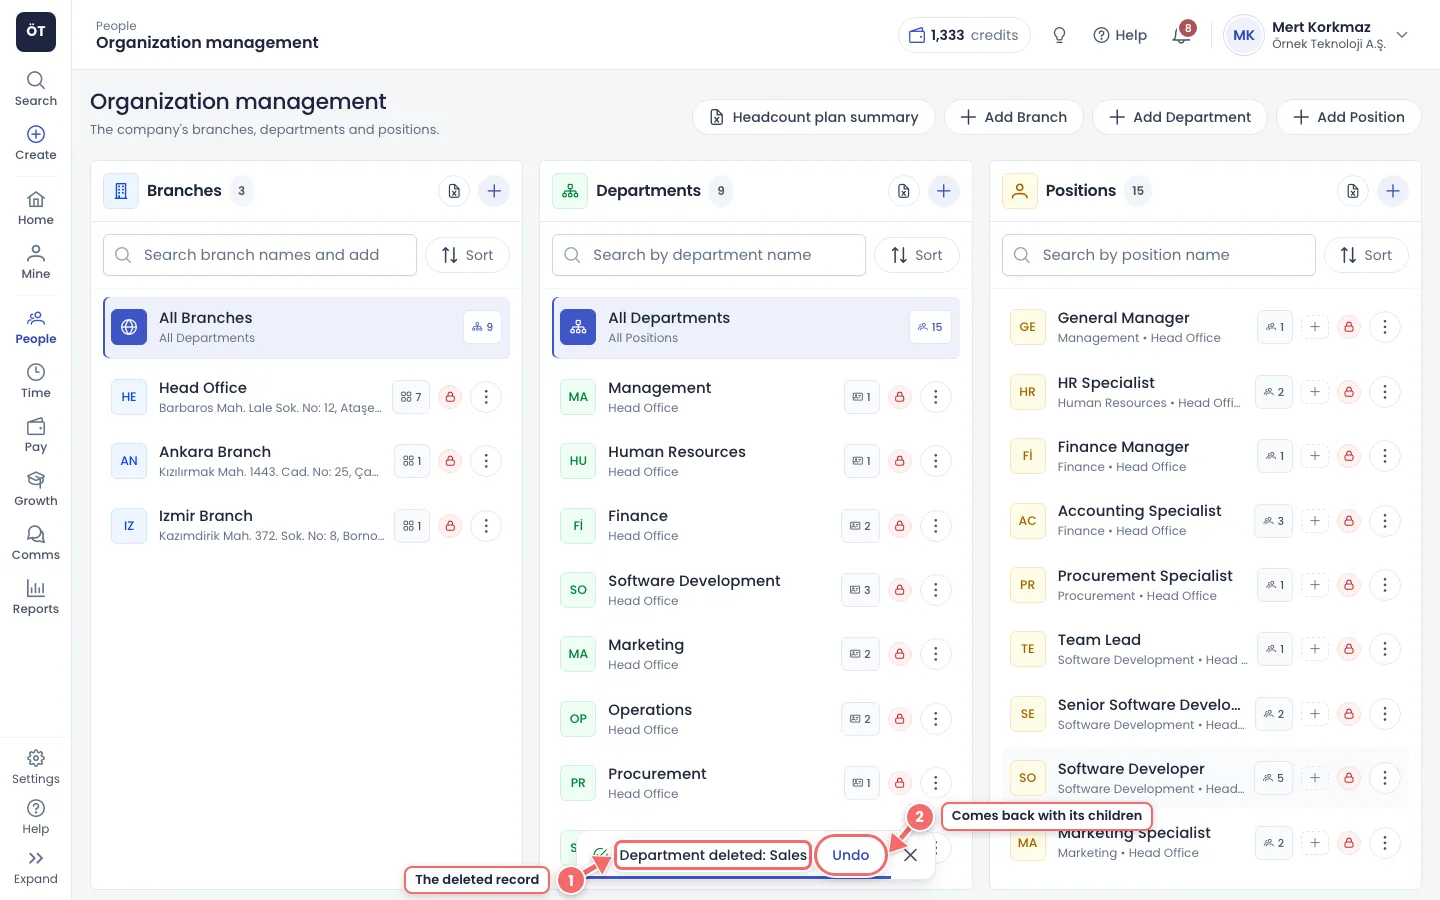 ÖT
Search
Create
Home
Mine
People
Time
Pay
Growth
Comms
Reports
Settings
Help
Expand
People
Organization management
1,333 credits
Help
8
MK
Mert Korkmaz
Örnek Teknoloji A.Ş.
Organization management
The company's branches, departments and positions.
Headcount plan summary
Add Branch
Add Department
Add Position
Branches 3
Search branch names and add
Sort
All Branches
All Departments
9
HE
Head Office
Barbaros Mah. Lale Sok. No: 12, Ataşe...
7
AN
Ankara Branch
Kızılırmak Mah. 1443. Cad. No: 25, Ça...
1
IZ
Izmir Branch
Kazımdirik Mah. 372. Sok. No: 8, Borno...
1
Departments 9
Search by department name
Sort
All Departments
All Positions
15
MA
Management
Head Office
1
HU
Human Resources
Head Office
1
Fİ
Finance
Head Office
2
SO
Software Development
Head Office
3
MA
Marketing
Head Office
2
OP
Operations
Head Office
2
PR
Procurement
Head Office
1
Positions 15
Search by position name
Sort
GE
General Manager
Management • Head Office
1
HR
HR Specialist
Human Resources • Head Offi...
2
Fİ
Finance Manager
Finance • Head Office
1
AC
Accounting Specialist
Finance • Head Office
3
PR
Procurement Specialist
Procurement • Head Office
1
TE
Team Lead
Software Development • Head ...
1
SE
Senior Software Develo...
Software Development • Head...
2
SO
Software Developer
Software Development • Head...
5
MA
Marketing Specialist
Marketing • Head Office
2
Department deleted: Sales
Undo
The deleted record
1
2
Comes back with its children